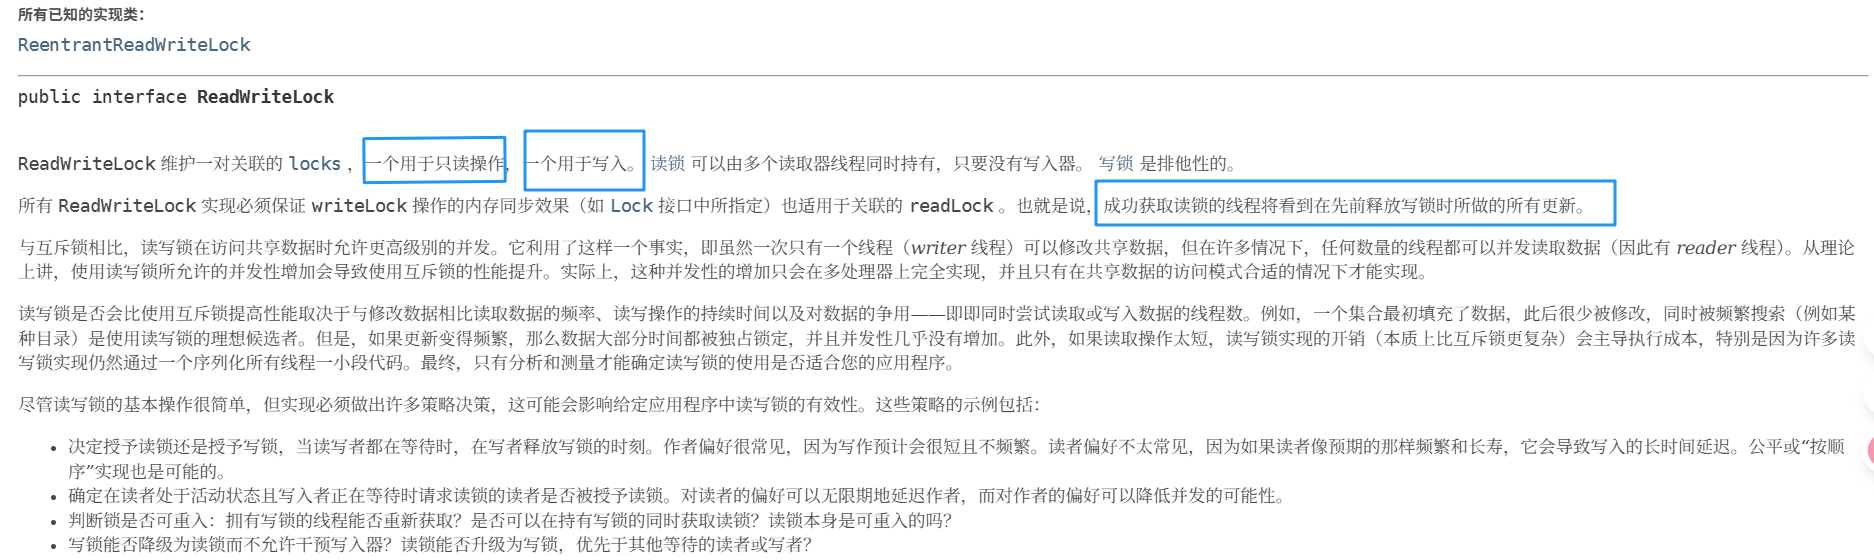 所有已知的实现类：
ReentrantReadWriteLock
public interface ReadWriteLock
ReadWriteLock 维护一对关联的 locks ，一个用于只读操作，一个用于写入。 读锁 可以由多个读取器线程同时持有，只要没有写入器。 写锁 是排他性的。
所有 ReadWriteLock 实现必须保证 writeLock 操作的内存同步效果（如 Lock 接口中所指定）也适用于关联的 readLock 。也就是说，成功获取读锁的线程将看到在先前释放写锁时所做的所有更新。
与互斥锁相比，读写锁在访问共享数据时允许更高级别的并发。它利用了这样一个事实，即虽然一次只有一个线程（writer 线程）可以修改共享数据，但在许多情况下，任何数量的线程都可以并发读取数据（因此有 reader 线程）。从理论
上讲，使用读写锁所允许的并发性增加会导致使用互斥锁的性能提升。实际上，这种并发性的增加只会在多处理器上完全实现，并且只有在共享数据的访问模式合适的情况下才能实现。
读写锁是否会比使用互斥锁提高性能取决于与修改数据相比读取数据的频率、读写操作的持续时间以及对数据的争用——即即同时尝试读取或写入数据的线程数。例如，一个集合最初填充了数据，此后很少被修改，同时被频繁搜索（例如某
种目录）是使用读写锁的理想候选者。但是，如果更新变得频繁，那么数据大部分时间都被独占锁定，并且并发性几乎没有增加。此外，如果读取操作太短，读写锁实现的开销（本质上比互斥锁更复杂）会主导执行成本，特别是因为许多读
写锁实现仍然通过一个序列化所有线程一小段代码。最终，只有分析和测量才能确定读写锁的使用是否适合您的应用程序。
尽管读写锁的基本操作很简单，但实现必须做出许多策略决策，这可能会影响给定应用程序中读写锁的有效性。这些策略的示例包括：
• 决定授予读锁还是授予写锁，当读写者都在等待时，在写者释放写锁的时刻。作者偏好很常见，因为写作预计会很短且不频繁。读者偏好不太常见，因为如果读者像预期的那样频繁和长寿，它会导致写入的长时间延迟。公平或“按顺
序”实现也是可能的。
• 确定在读者处于活动状态且写入者正在等待时请求读锁的读者是否被授予读锁。对读者的偏好可以无限期地延迟作者，而对作者的偏好可以降低并发的可能性。
• 判断锁是否可重入：拥有写锁的线程能否重新获取？是否可以在持有写锁的同时获取读锁？读锁本身是可重入的吗？
• 写锁能否降级为读锁而不允许干预写入器？读锁能否升级为写锁，优先于其他等待的读者或写者？